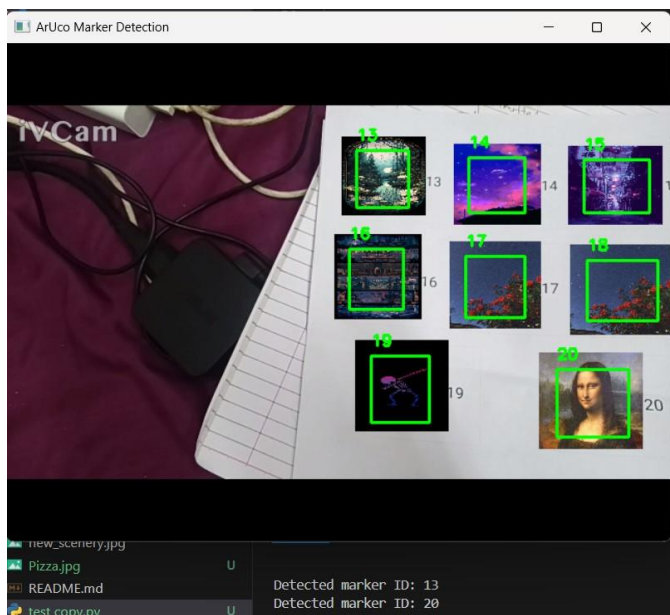 ArUco Marker Detection
iVCam
13
14
15
13
14
1
16
17
18
16
17
19
20
19
20
new_scenery.jpg
Pizza.jpg U
README.md
test copy.py U
Detected marker ID: 13
Detected marker ID: 20